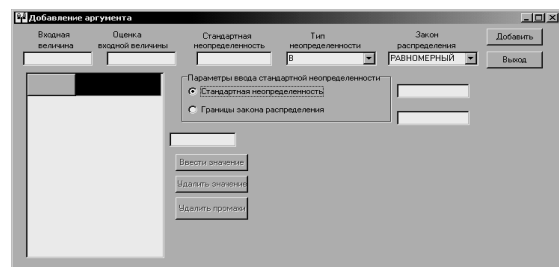 Добавление аргумента
Входная величина
Оценка входной величины
Стандартная неопределенность
Тип неопределенности
Закон распределения
Добавить
B
РАВНОМЕРНЫЙ
Выход
Параметры ввода стандартной неопределенности
Стандартная неопределенность
Границы закона распределения
Ввести значение
Удалить значение
Удалить промахи